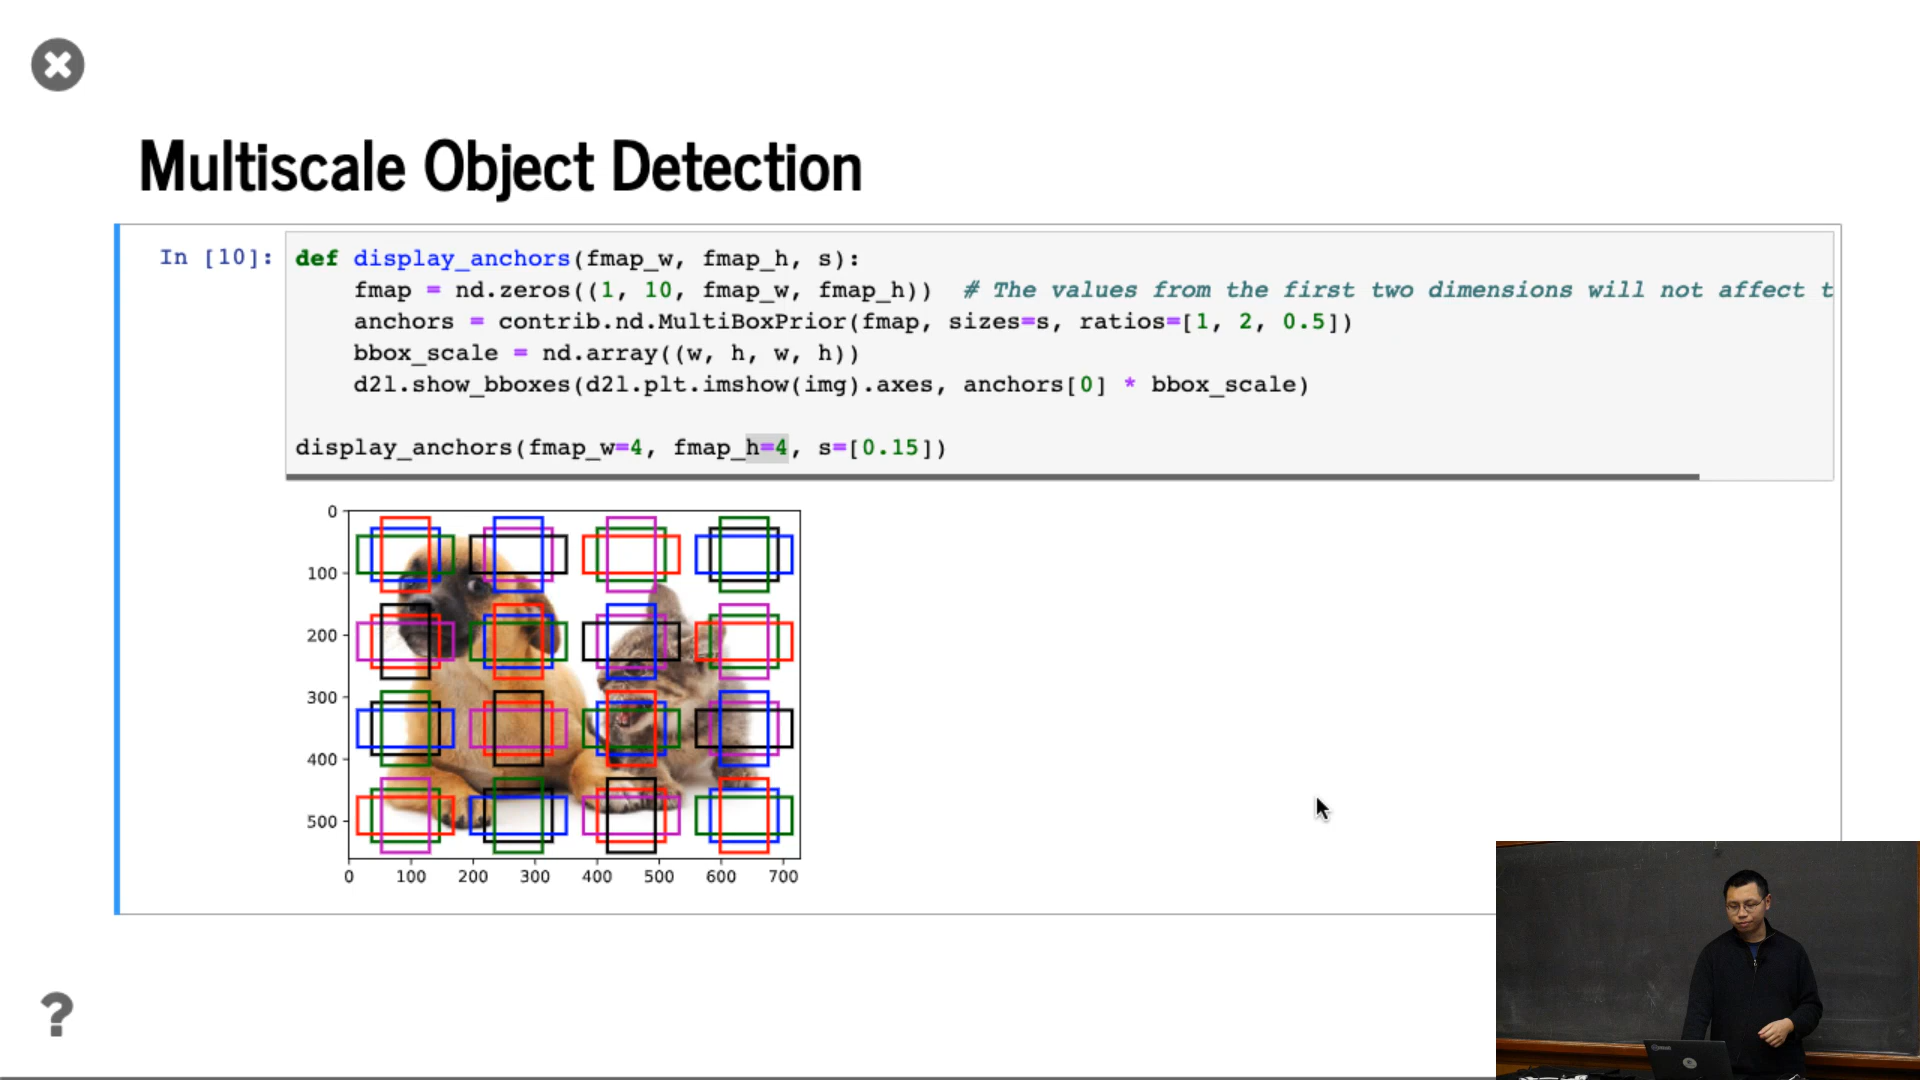 Multiscale Object Detection
In [10]:
def display_anchors(fmap_w, fmap_h, s):
fmap = nd.zeros((1, 10, fmap_w, fmap_h))  # The values from the first two dimensions will not affect t
anchors = contrib.nd.MultiBoxPrior(fmap, sizes=s, ratios=[1, 2, 0.5])
bbox_scale = nd.array((w, h, w, h))
d2l.show_bboxes(d2l.plt.imshow(img).axes, anchors[0] * bbox_scale)
display_anchors(fmap_w=4, fmap_h=4, s=[0.15])
0
100
200
300
400
500
0 100 200 300 400 500 600 700
?